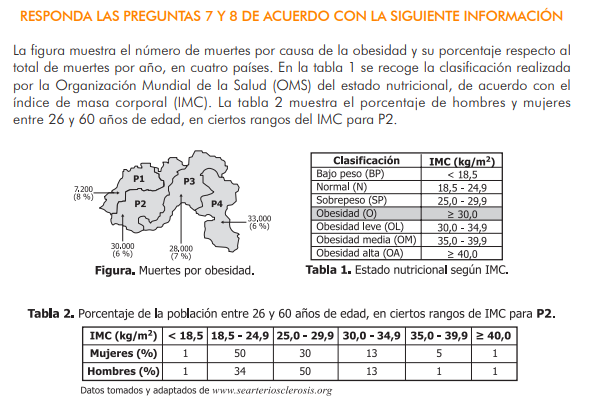 RESPONDA LAS PREGUNTAS 7 Y 8 DE ACUERDO CON LA SIGUIENTE INFORMACIÓN
La figura muestra el número de muertes por causa de la obesidad y su porcentaje respecto al
total de muertes por año, en cuatro países. En la tabla 1 se recoge la clasificación realizada
por la Organización Mundial de la Salud (OMS) del estado nutricional, de acuerdo con el
índice de masa corporal (IMC). La tabla 2 muestra el porcentaje de hombres y mujeres
entre 26 y 60 años de edad, en ciertos rangos del IMC para P2.
P1
P3
P2
P4
7.200
(8 %)
33.000
(6 %)
30.000
(6 %)
28.000
(7 %)
Figura. Muertes por obesidad.
Clasificación IMC (kg/m²)
Bajo peso (BP) < 18,5
Normal (N) 18,5 - 24,9
Sobrepeso (SP) 25,0 - 29,9
Obesidad (O) ≥ 30,0
Obesidad leve (OL) 30,0 - 34,9
Obesidad media (OM) 35,0 - 39,9
Obesidad alta (OA) ≥ 40,0
Tabla 1. Estado nutricional según IMC.
Tabla 2. Porcentaje de la población entre 26 y 60 años de edad, en ciertos rangos de IMC para P2.
IMC (kg/m²) < 18,5 18,5 - 24,9 25,0 - 29,9 30,0 - 34,9 35,0 - 39,9 ≥ 40,0
Mujeres (%) 1 50 30 13 5 1
Hombres (%) 1 34 50 13 1 1
Datos tomados y adaptados de www.searteriosclerosis.org